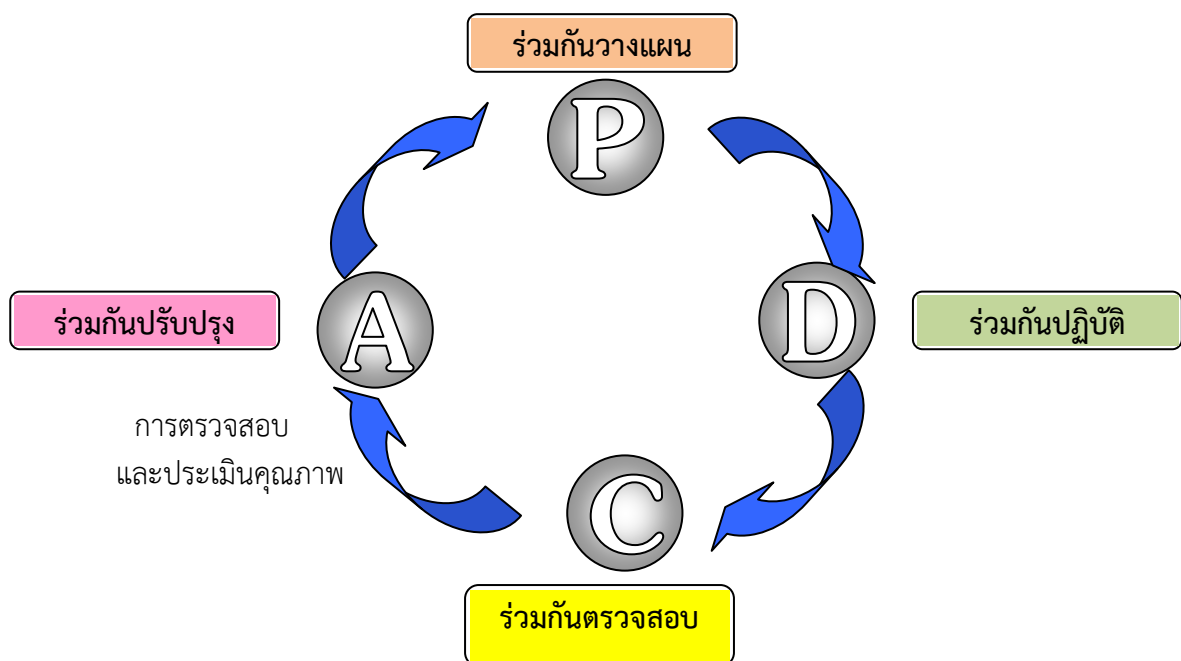 ร่วมกันวางแผน
P
A
D
ร่วมกันปรับปรุง
ร่วมกันปฏิบัติ
การตรวจสอบ
และประเมินคุณภาพ
C
ร่วมกันตรวจสอบ